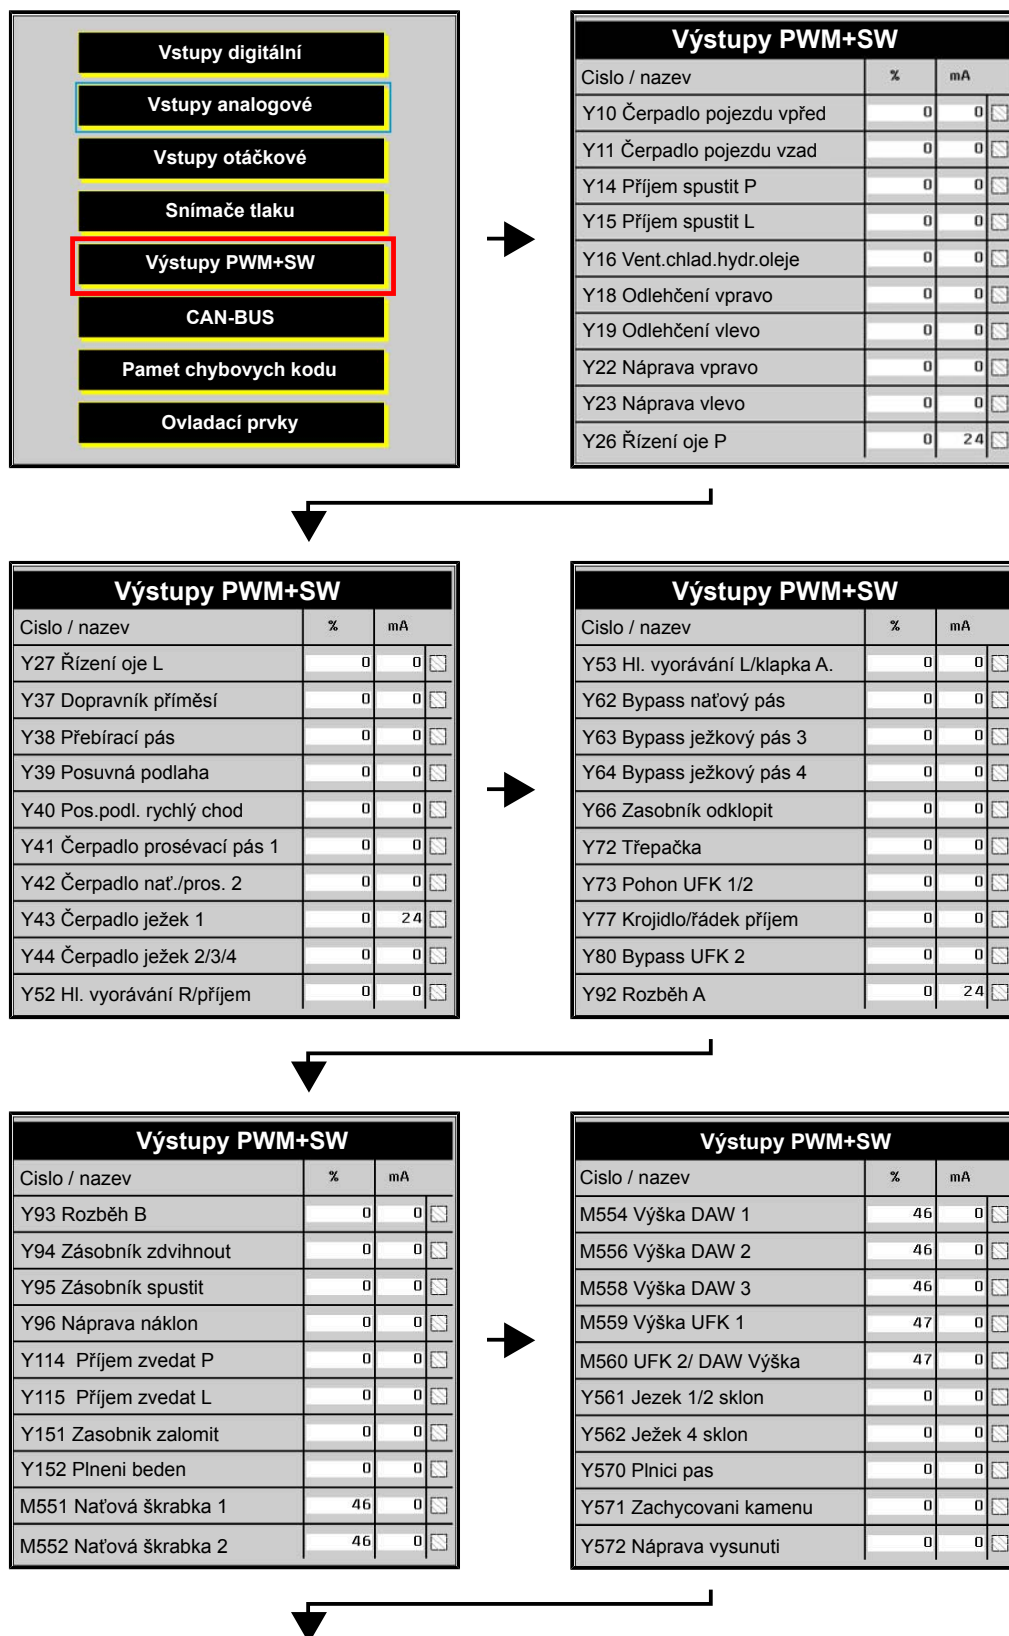 Vstupy digitální
Vstupy analogové
Vstupy otáčkové
Snímače tlaku
Výstupy PWM+SW
CAN-BUS
Pamet chybovych kodu
Ovladací prvky
Výstupy PWM+SW
Cislo / nazev % mA
Y10 Čerpadlo pojezdu vpřed 0 0
Y11 Čerpadlo pojezdu vzad 0 0
Y14 Příjem spustit P 0 0
Y15 Příjem spustit L 0 0
Y16 Vent.chlad.hydr.oleje 0 0
Y18 Odlehčení vpravo 0 0
Y19 Odlehčení vlevo 0 0
Y22 Náprava vpravo 0 0
Y23 Náprava vlevo 0 0
Y26 Řízení oje P 0 24
Výstupy PWM+SW
Cislo / nazev % mA
Y27 Řízení oje L 0 0
Y37 Dopravník příměsí 0 0
Y38 Přebírací pás 0 0
Y39 Posuvná podlaha 0 0
Y40 Pos.podl. rychlý chod 0 0
Y41 Čerpadlo prosévací pás 1 0 0
Y42 Čerpadlo nať./pros. 2 0 0
Y43 Čerpadlo ježek 1 0 24
Y44 Čerpadlo ježek 2/3/4 0 0
Y52 Hl. vyorávání R/příjem 0 0
Výstupy PWM+SW
Cislo / nazev % mA
Y53 Hl. vyorávání L/klapka A. 0 0
Y62 Bypass naťový pás 0 0
Y63 Bypass ježkový pás 3 0 0
Y64 Bypass ježkový pás 4 0 0
Y66 Zasobník odklopit 0 0
Y72 Třepačka 0 0
Y73 Pohon UFK 1/2 0 0
Y77 Krojidlo/řádek příjem 0 0
Y80 Bypass UFK 2 0 0
Y92 Rozběh A 0 24
Výstupy PWM+SW
Cislo / nazev % mA
Y93 Rozběh B 0 0
Y94 Zásobník zdvihnout 0 0
Y95 Zásobník spustit 0 0
Y96 Náprava náklon 0 0
Y114 Příjem zvedat P 0 0
Y115 Příjem zvedat L 0 0
Y151 Zasobnik zalomit 0 0
Y152 Plneni beden 0 0
M551 Naťová škrabka 1 46 0
M552 Naťová škrabka 2 46 0
Výstupy PWM+SW
Cislo / nazev % mA
M554 Výška DAW 1 46 0
M556 Výška DAW 2 46 0
M558 Výška DAW 3 46 0
M559 Výška UFK 1 47 0
M560 UFK 2/ DAW Výška 47 0
Y561 Jezek 1/2 sklon 0 0
Y562 Ježek 4 sklon 0 0
Y570 Plnici pas 0 0
Y571 Zachycovani kamenu 0 0
Y572 Náprava vysunuti 0 0